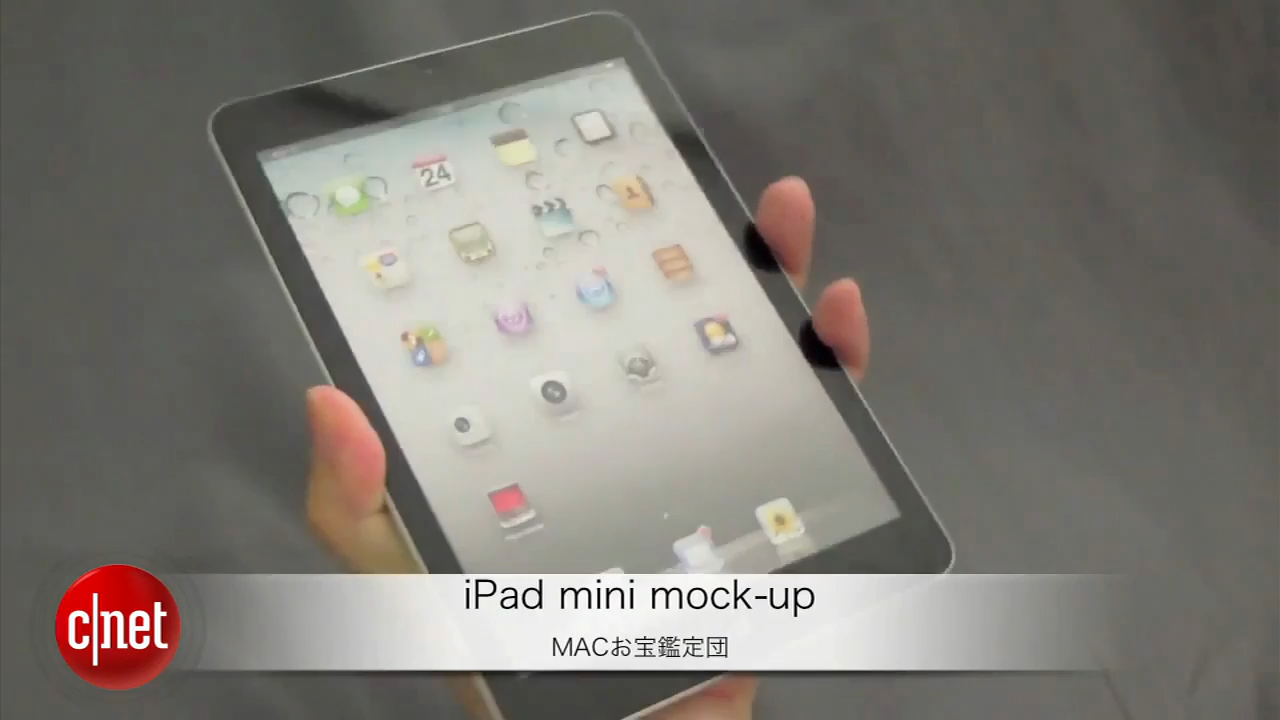 24
iPad mini mock-up
MACお宝鑑定団
c|net